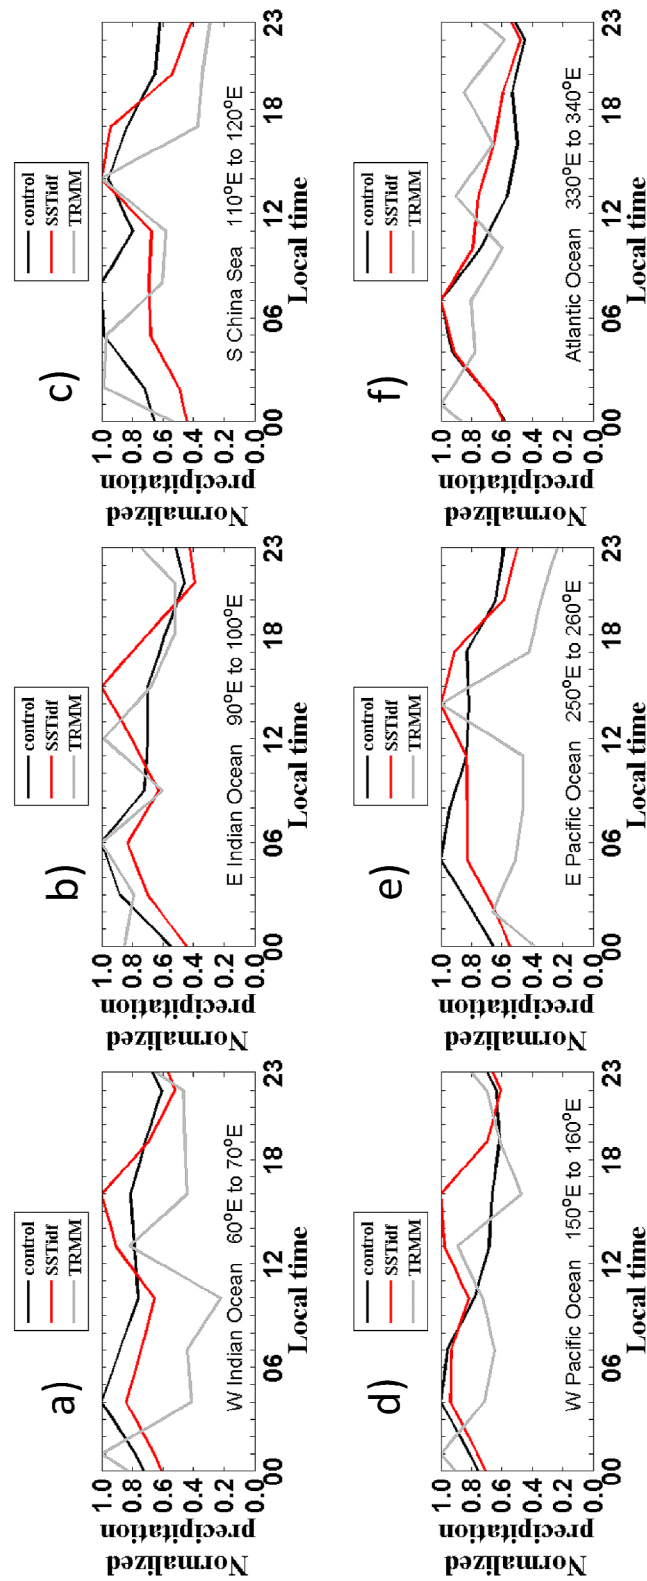 a)
control
SSTidf
TRMM
Normalized
precipitation
1.0
0.8
0.6
0.4
0.2
0.0
W Indian Ocean 60°E to 70°E
00 06 12 18 23
Local time
b)
control
SSTidf
TRMM
Normalized
precipitation
1.0
0.8
0.6
0.4
0.2
0.0
E Indian Ocean 90°E to 100°E
00 06 12 18 23
Local time
c)
control
SSTidf
TRMM
Normalized
precipitation
1.0
0.8
0.6
0.4
0.2
0.0
S China Sea 110°E to 120°E
00 06 12 18 23
Local time
d)
control
SSTidf
TRMM
Normalized
precipitation
1.0
0.8
0.6
0.4
0.2
0.0
W Pacific Ocean 150°E to 160°E
00 06 12 18 23
Local time
e)
control
SSTidf
TRMM
Normalized
precipitation
1.0
0.8
0.6
0.4
0.2
0.0
E Pacific Ocean 250°E to 260°E
00 06 12 18 23
Local time
f)
control
SSTidf
TRMM
Normalized
precipitation
1.0
0.8
0.6
0.4
0.2
0.0
Atlantic Ocean 330°E to 340°E
00 06 12 18 23
Local time